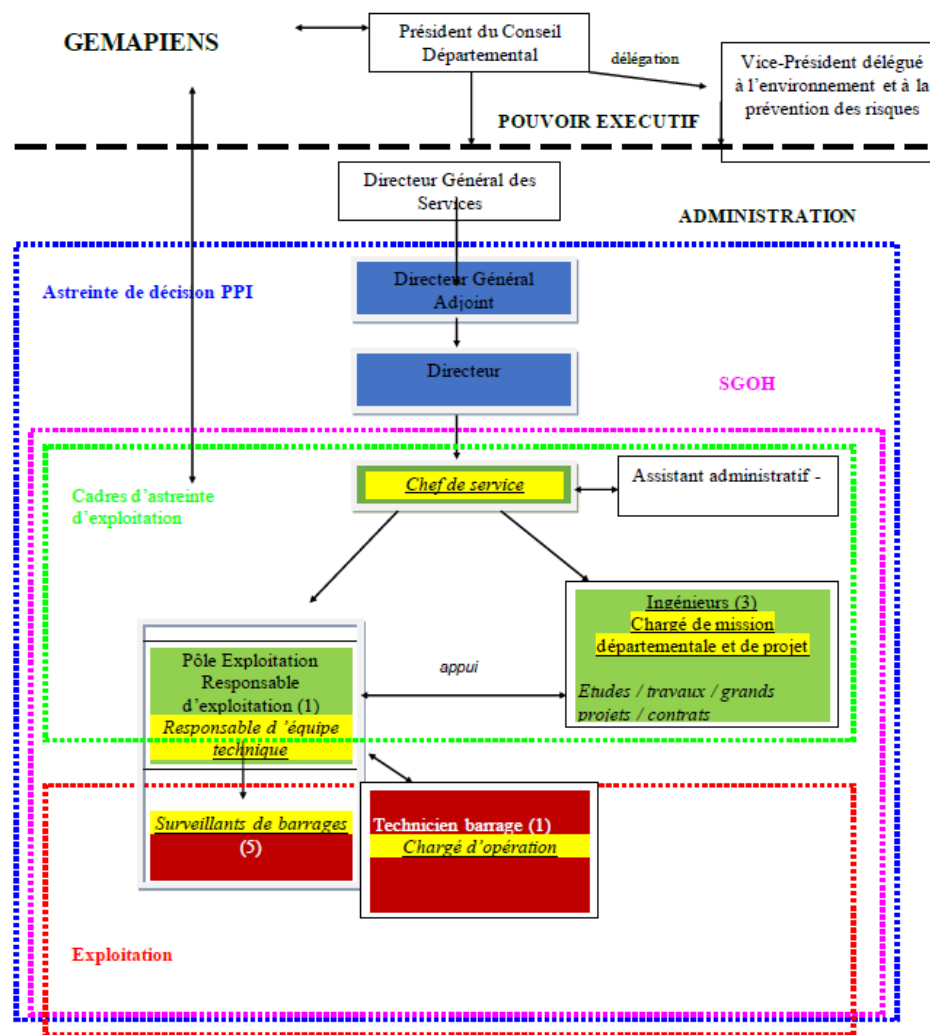 GEMAPIENS
Président du Conseil
Départemental
délégation
Vice-Président délégué
à l’environnement et à la
prévention des risques
POUVOIR EXECUTIF
Directeur Général des
Services
ADMINISTRATION
Astreinte de décision PPI
Directeur Général
Adjoint
Directeur
SGOH
Cadres d’astreinte
d’exploitation
Chef de service
Assistant administratif -
Ingénieurs (3)
Chargé de mission
départementale et de projet
Etudes / travaux / grands
projets / contrats
Pôle Exploitation
Responsable
d’exploitation (1)
Responsable d ’équipe
technique
appui
Surveillants de barrages
(5)
Technicien barrage (1)
Chargé d’opération
Exploitation